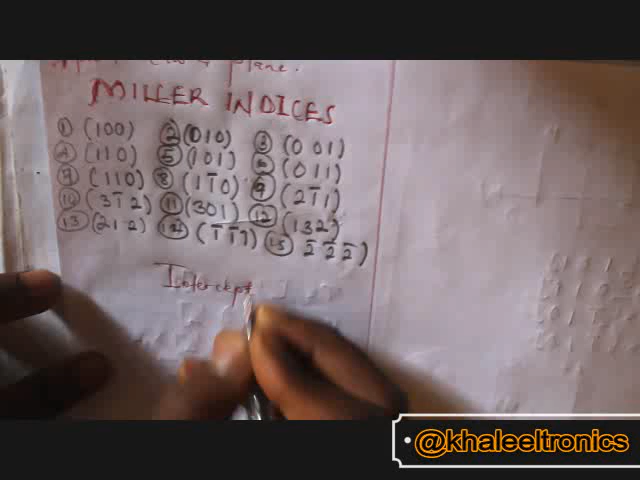 plane.
MILLER INDICES
① (100) ② (010) ③ (001)
④ (110) ⑤ (101) ⑥ (011)
⑦ (110) ⑧ (1̄10) ⑨ (21̄1)
⑩ (31̄2) ⑪ (301) ⑫ (132)
⑬ (212) ⑭ (1̄1̄1) ⑮ 2̄2̄2̄)
Intercept
@khaleeltronics